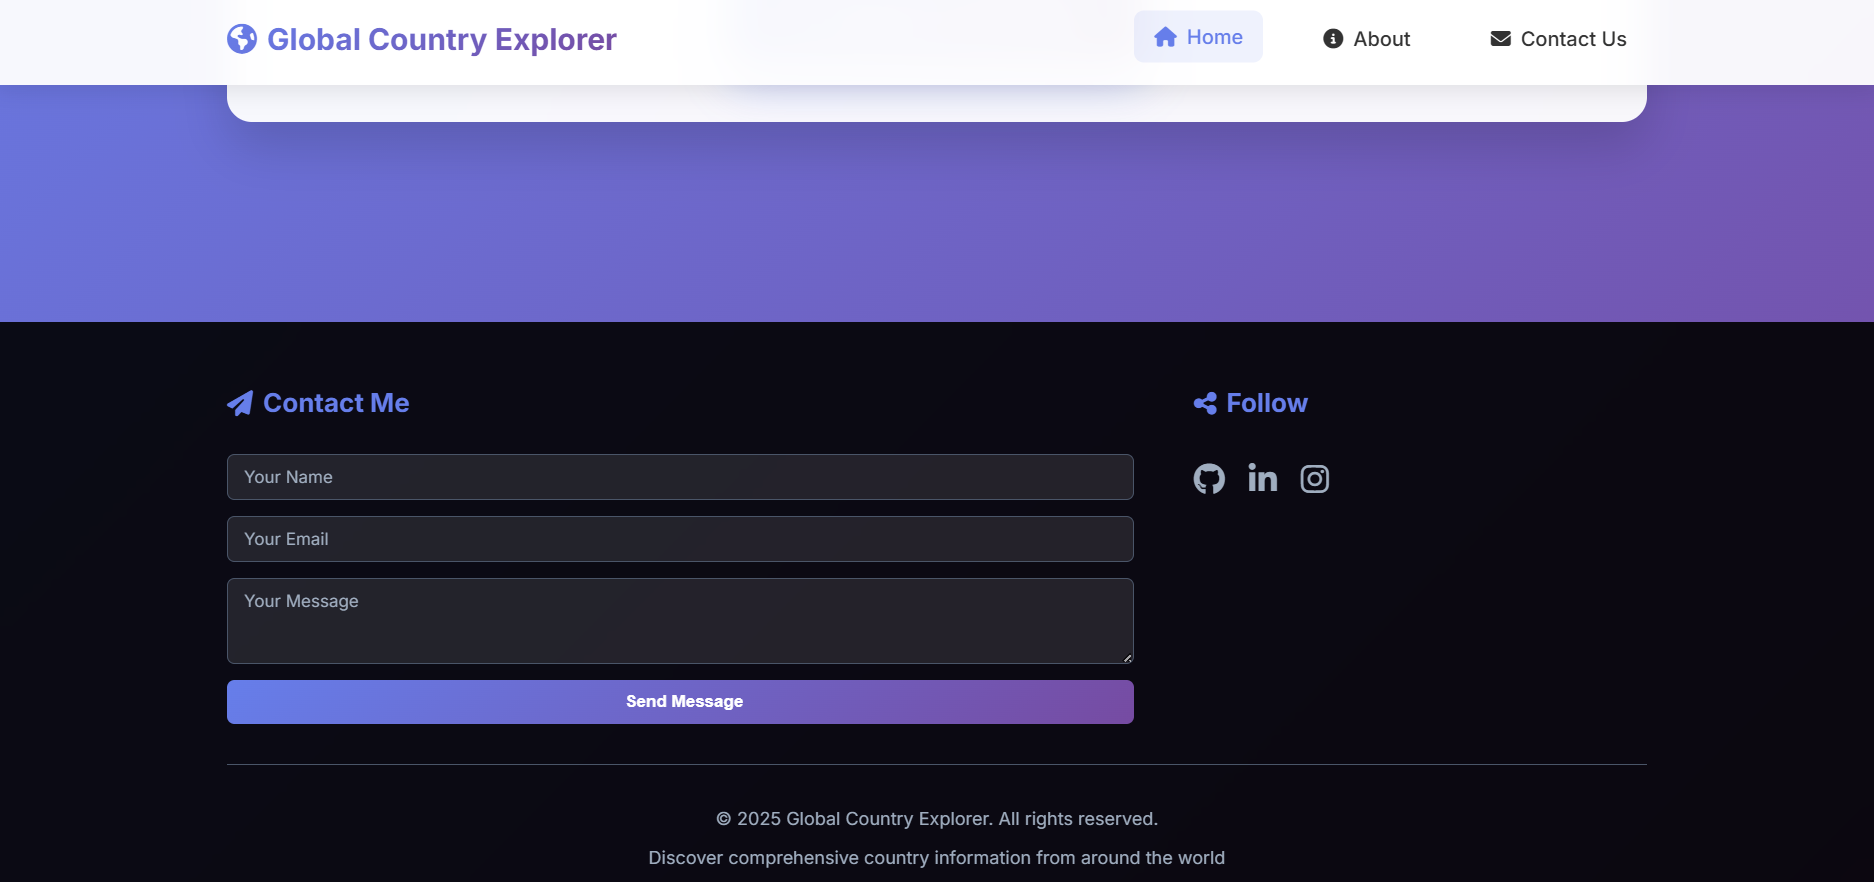 Global Country Explorer
Home
About
Contact Us
Contact Me
Your Name
Your Email
Your Message
Send Message
Follow
© 2025 Global Country Explorer. All rights reserved.
Discover comprehensive country information from around the world